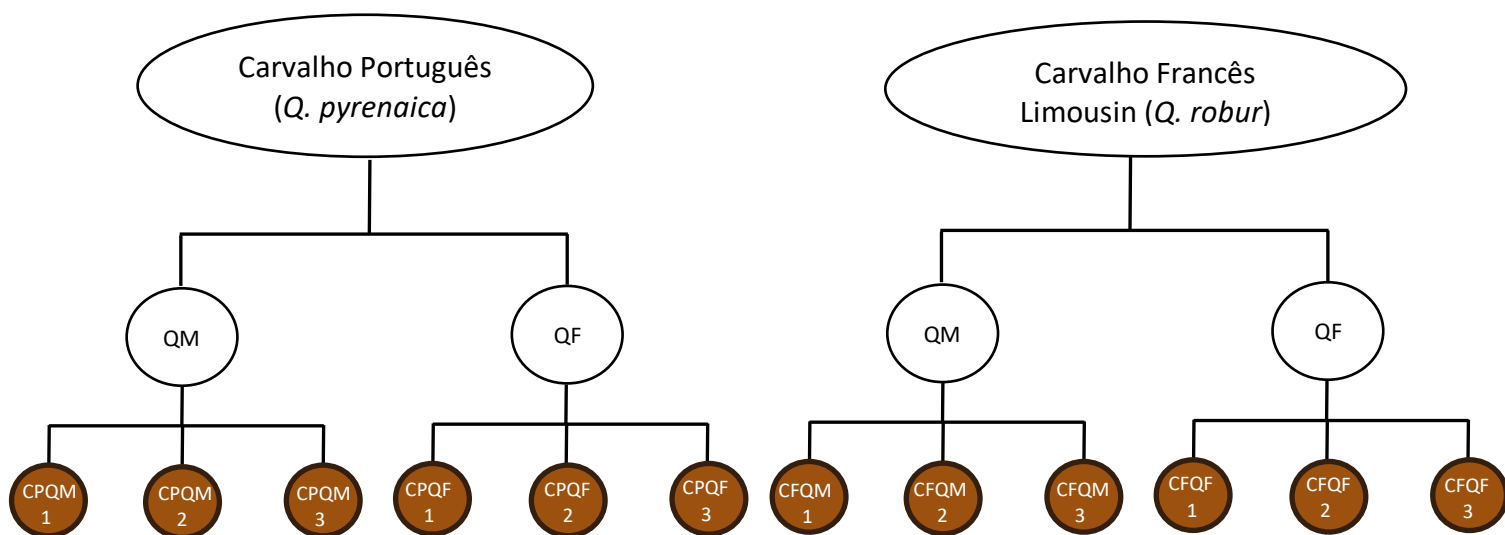 Carvalho Português
(Q. pyrenaica)
Carvalho Francês
Limousin (Q. robur)
QM
QF
QM
QF
CPQM
1
CPQM
2
CPQM
3
CPQF
1
CPQF
2
CPQF
3
CFQM
1
CFQM
2
CFQM
3
CFQF
1
CFQF
2
CFQF
3